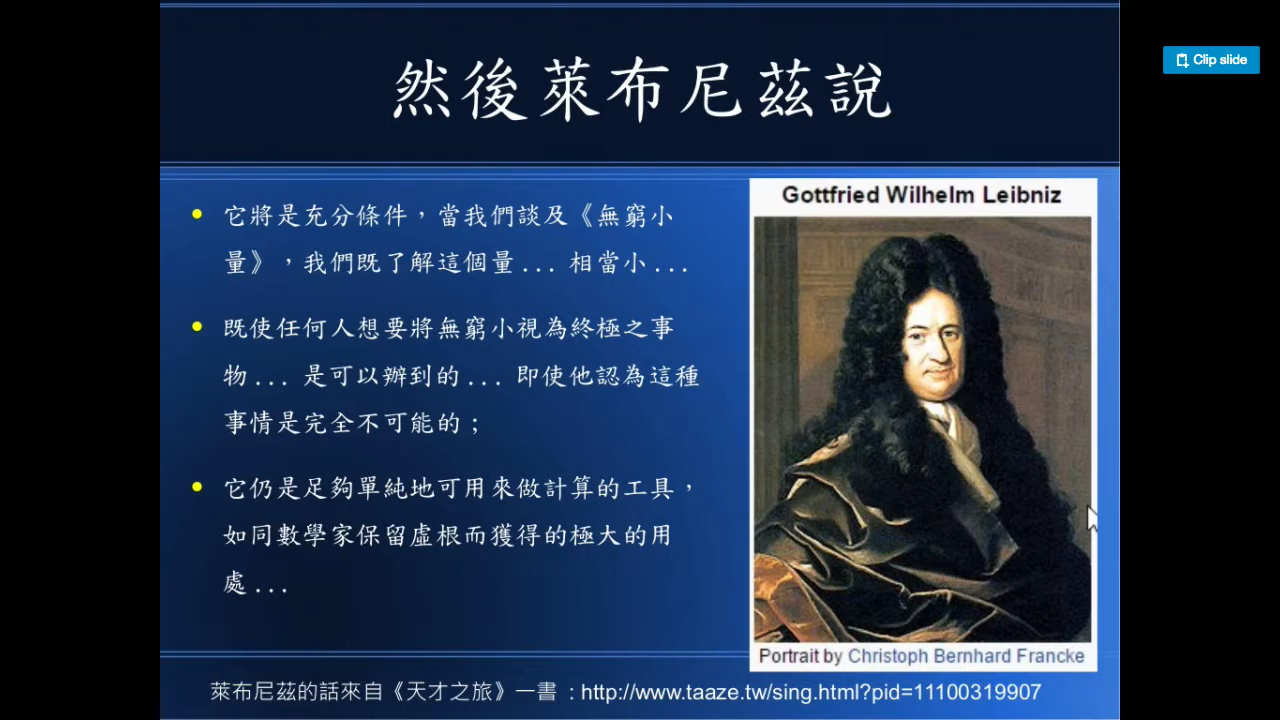 Clip slide
然後萊布尼茲說
它將是充分條件，當我們談及《無窮小
量》，我們既了解這個量... 相當小...
既使任何人想要將無窮小視為終極之事
物... 是可以辦到的... 即使他認為這種
事情是完全不可能的；
它仍是足夠單純地可用來做計算的工具，
如同數學家保留虛根而獲得的極大的用
處...
Gottfried Wilhelm Leibniz
Portrait by Christoph Bernhard Francke
萊布尼茲的話來自《天才之旅》一書 : http://www.taaze.tw/sing.html?pid=11100319907